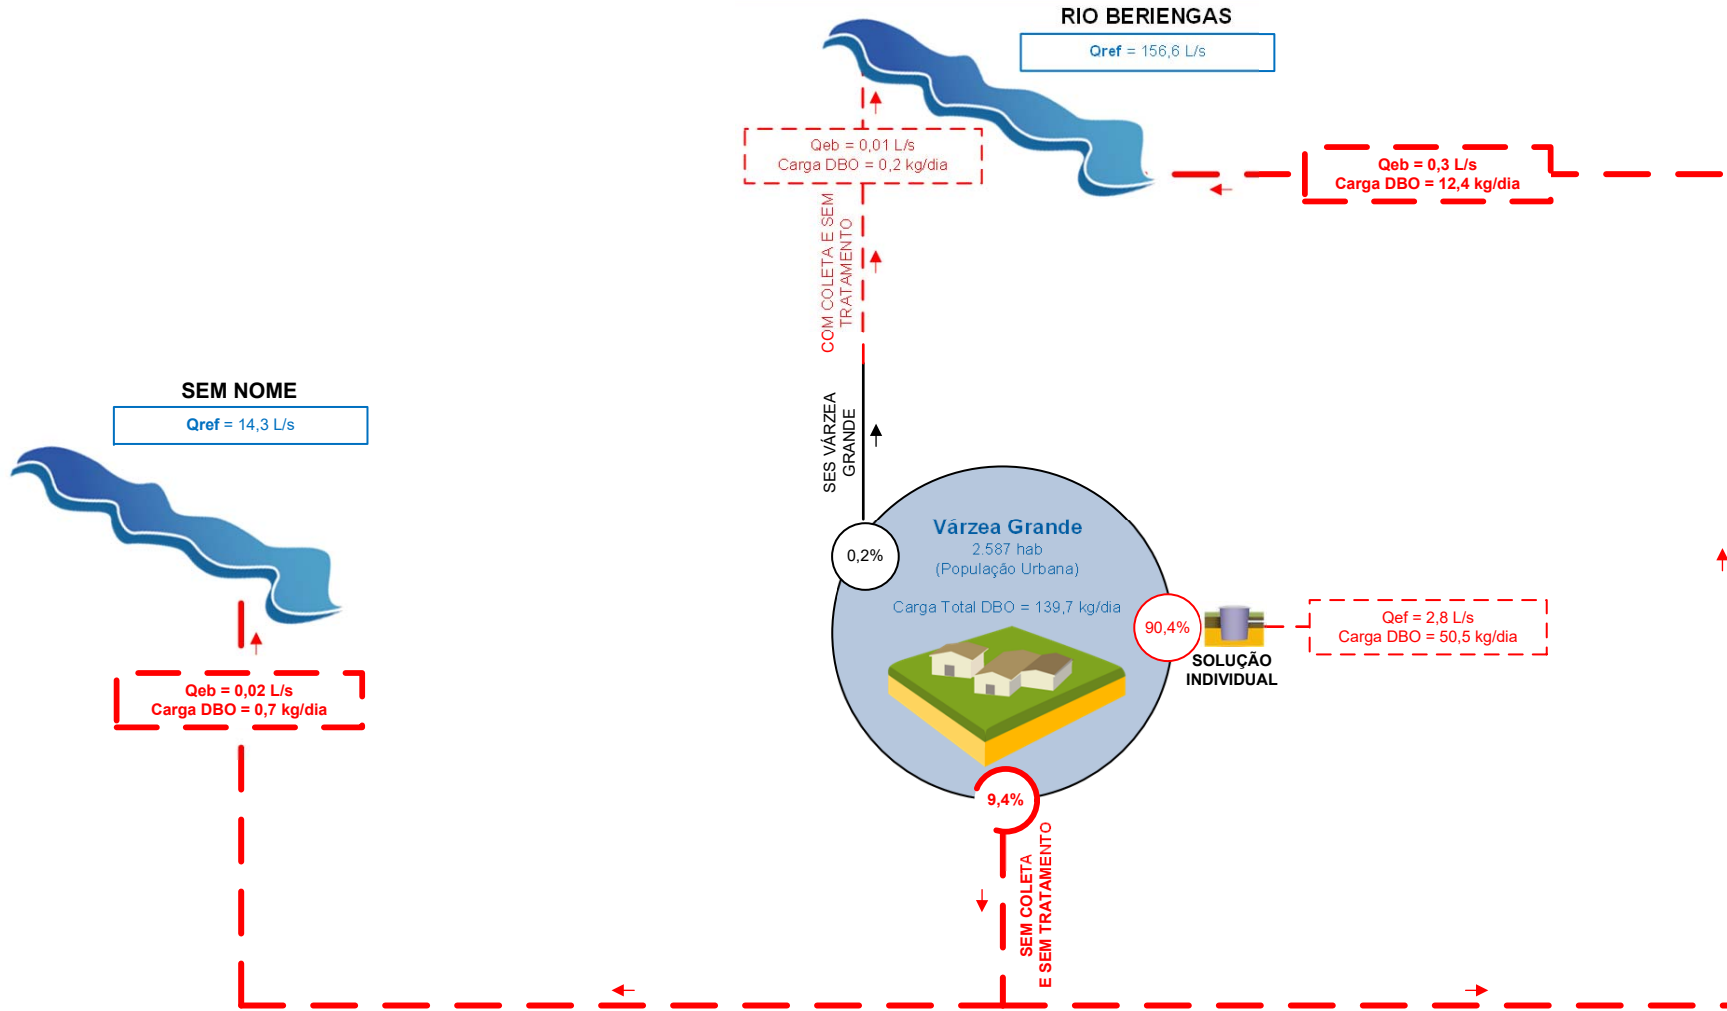 RIO BERIENGAS
Qref = 156,6 L/s
Qeb = 0,01 L/s
Carga DBO = 0,2 kg/dia
Qeb = 0,3 L/s
Carga DBO = 12,4 kg/dia
COM COLETA E SEM
TRATAMENTO
SEM NOME
Qref = 14,3 L/s
SES VÁRZEA
GRANDE
Várzea Grande
2.587 hab
(População Urbana)
0,2%
Carga Total DBO = 139,7 kg/dia
90,4%
SOLUÇÃO
INDIVIDUAL
Qef = 2,8 L/s
Carga DBO = 50,5 kg/dia
Qeb = 0,02 L/s
Carga DBO = 0,7 kg/dia
9,4%
SEM COLETA
E SEM TRATAMENTO